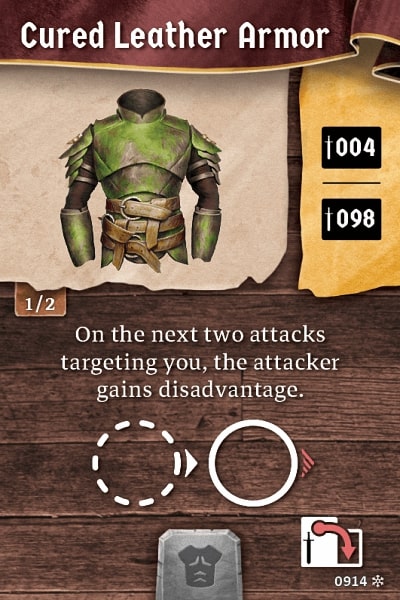 Cured Leather Armor
004
098
1/2
On the next two attacks
targeting you, the attacker
gains disadvantage.
0914